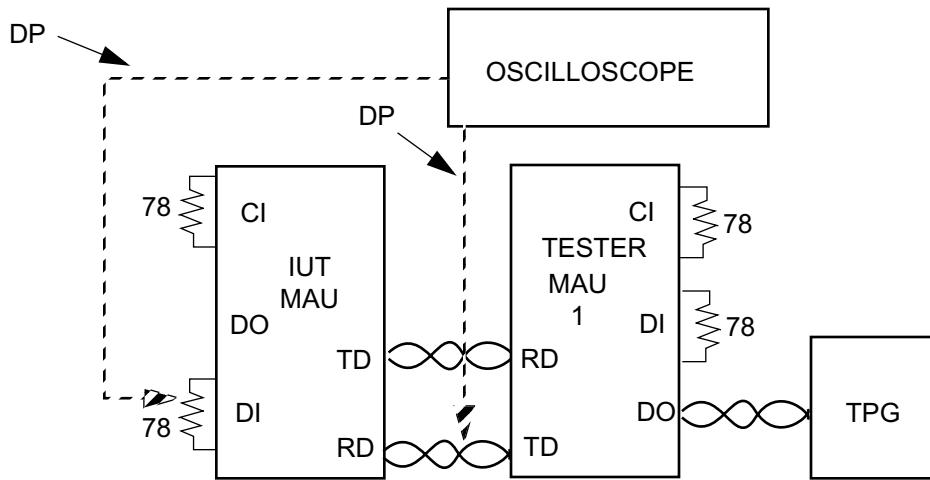 DP
OSCILLOSCOPE
DP
78
CI
CI
78
IUT
MAU
TESTER
MAU
1
DO
DI
78
TD
RD
78
DI
DO
TPG
RD
TD